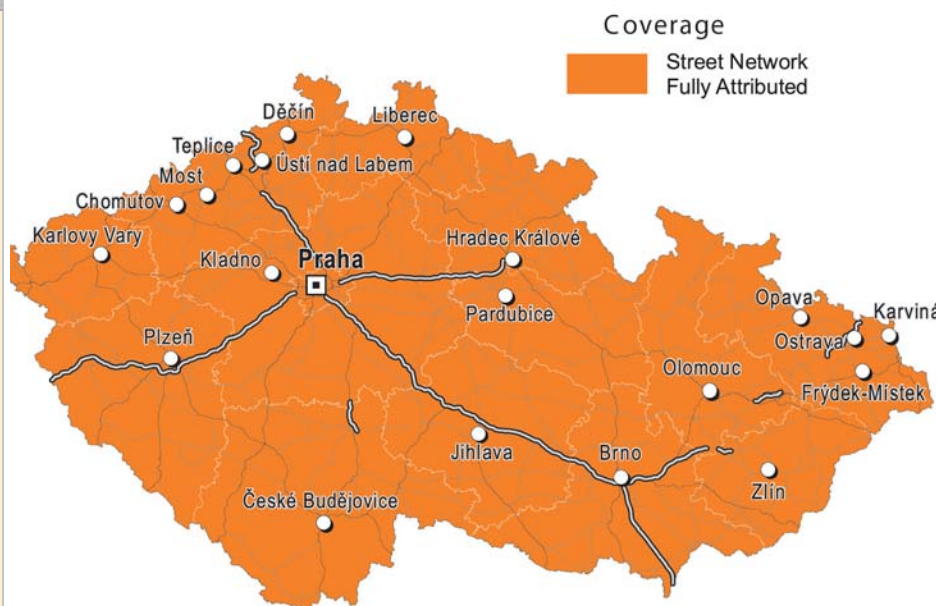 Coverage
Street Network
Fully Attributed
Děčín
Liberec
Teplice
Ústí nad Labem
Most
Chomutov
Karlovy Vary
Kladno
Praha
Hradec Králové
Pardubice
Opava
Karviná
Ostrava
Plzeň
Olomouc
Frýdek-Místek
Jihlava
Brno
Zlín
České Budějovice